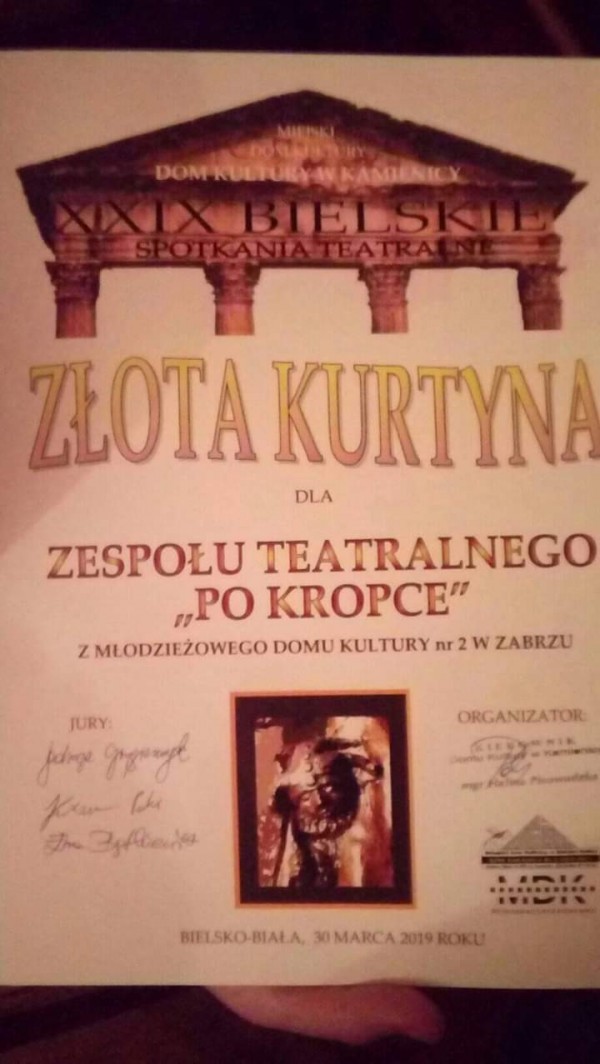 MIEJSKI
DOM KULTURY
DOM KULTURY W KAMIENICY
XXIX BIELSKIE
SPOTKANIA TEATRALNE
ZŁOTA KURTYNA
DLA
ZESPOŁU TEATRALNEGO
„PO KROPCE”
Z MŁODZIEŻOWEGO DOMU KULTURY nr 2 W ZABRZU
JURY:
ORGANIZATOR:
MDK
BIELSKO-BIAŁA, 30 MARCA 2019 ROKU